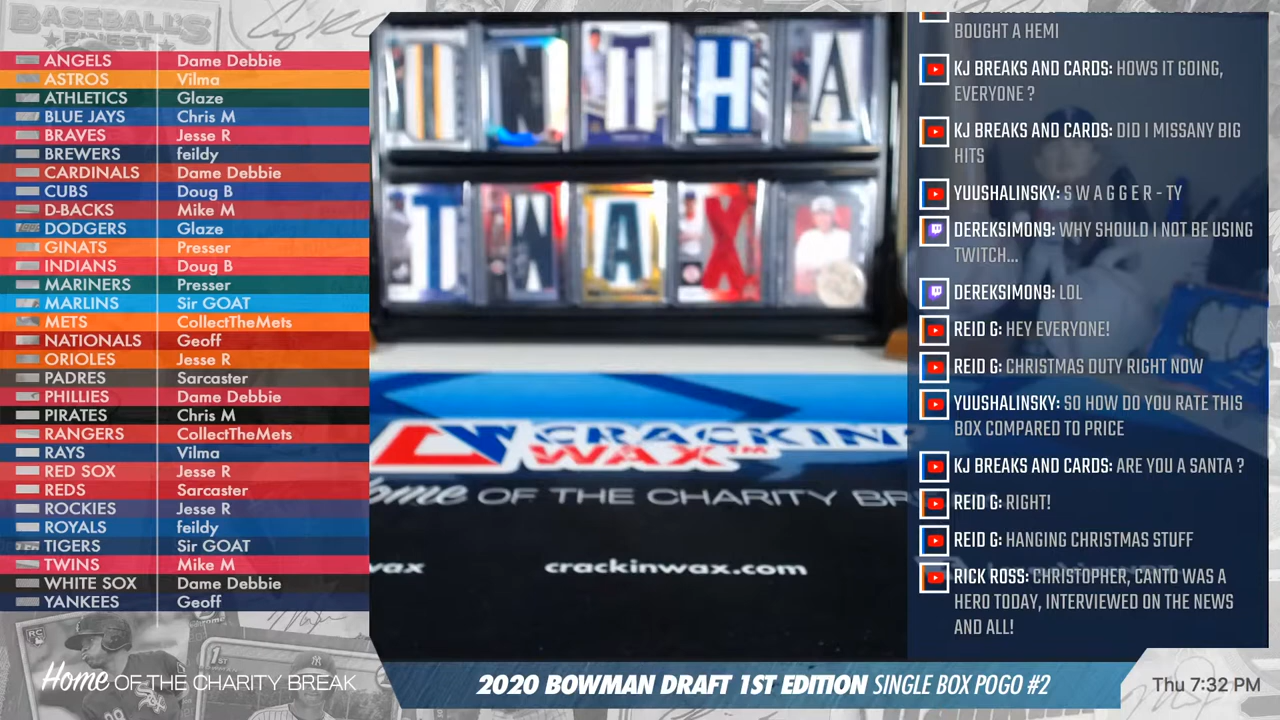 BASEBALL'S
FINEST
ANGELS Dame Debbie
ASTROS Vilma
ATHLETICS Glaze
BLUE JAYS Chris M
BRAVES Jesse R
BREWERS feildy
CARDINALS Dame Debbie
CUBS Doug B
D-BACKS Mike M
DODGERS Glaze
GINATS Presser
INDIANS Doug B
MARINERS Presser
MARLINS Sir GOAT
METS CollectTheMets
NATIONALS Geoff
ORIOLES Jesse R
PADRES Sarcaster
PHILLIES Dame Debbie
PIRATES Chris M
RANGERS CollectTheMets
RAYS Vilma
RED SOX Jesse R
REDS Sarcaster
ROCKIES Jesse R
ROYALS feildy
TIGERS Sir GOAT
TWINS Mike M
WHITE SOX Dame Debbie
YANKEES Geoff
RC
1ST
Home OF THE CHARITY BREAK
I N T H A
T W A X
CRACKIN
WAX™
Home OF THE CHARITY BR
wax crackinwax.com
BOUGHT A HEMI
KJ BREAKS AND CARDS: HOWS IT GOING,
EVERYONE ?
KJ BREAKS AND CARDS: DID I MISSANY BIG
HITS
YUUSHALINSKY: S W A G G E R - TY
DEREKSIMON9: WHY SHOULD I NOT BE USING
TWITCH...
DEREKSIMON9: LOL
REID G: HEY EVERYONE!
REID G: CHRISTMAS DUTY RIGHT NOW
YUUSHALINSKY: SO HOW DO YOU RATE THIS
BOX COMPARED TO PRICE
KJ BREAKS AND CARDS: ARE YOU A SANTA ?
REID G: RIGHT!
REID G: HANGING CHRISTMAS STUFF
RICK ROSS: CHRISTOPHER, CANTO WAS A
HERO TODAY, INTERVIEWED ON THE NEWS
AND ALL!
2020 BOWMAN DRAFT 1ST EDITION SINGLE BOX POGO #2
Thu 7:32 PM